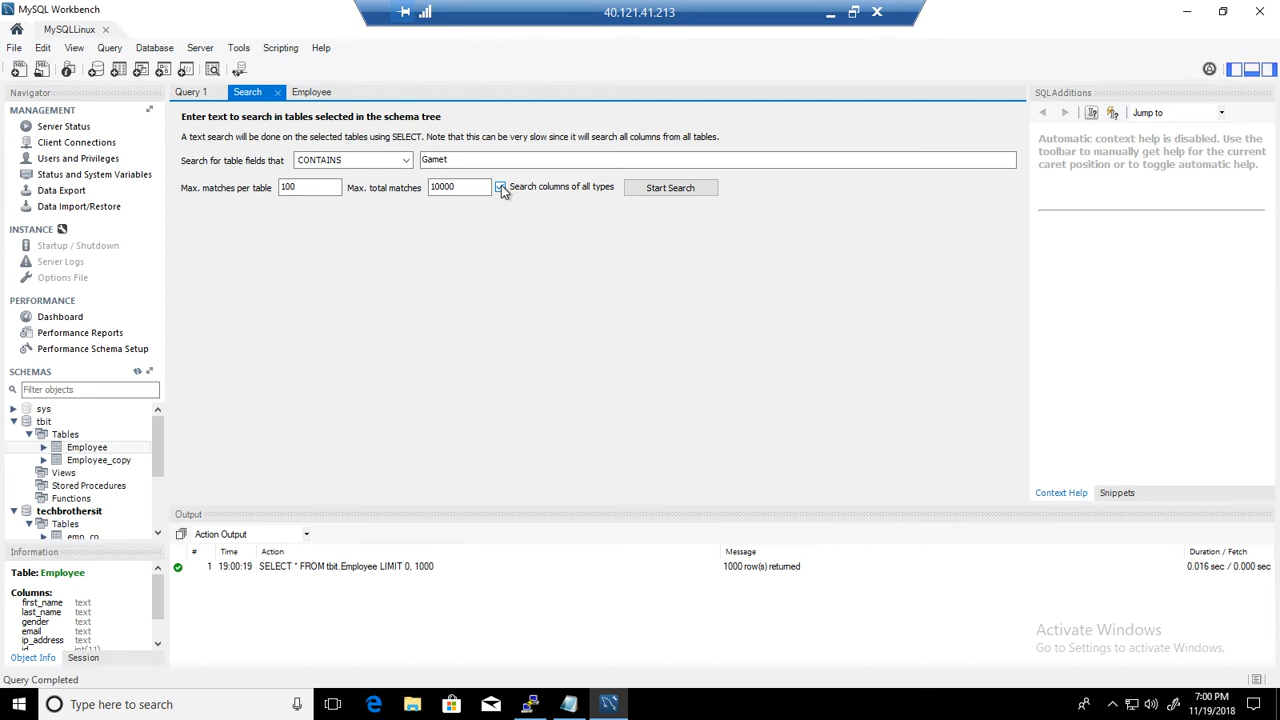 MySQL Workbench
40.121.41.213
MySQLLinux
File Edit View Query Database Server Tools Scripting Help
Navigator
MANAGEMENT
Server Status
Client Connections
Users and Privileges
Status and System Variables
Data Export
Data Import/Restore
INSTANCE
Startup / Shutdown
Server Logs
Options File
PERFORMANCE
Dashboard
Performance Reports
Performance Schema Setup
SCHEMAS
Filter objects
sys
tbit
Tables
Employee
Employee_copy
Views
Stored Procedures
Functions
techbrothersit
Tables
emp_cp
Information
Table: Employee
Columns:
first_name text
last_name text
gender text
email text
ip_address text
id int(11)
Object Info Session
Query Completed
Query 1 Search Employee
Enter text to search in tables selected in the schema tree
A text search will be done on the selected tables using SELECT. Note that this can be very slow since it will search all columns from all tables.
Search for table fields that CONTAINS Gamet
Max. matches per table 100 Max. total matches 10000 Search columns of all types Start Search
Output
Action Output
# Time Action Message Duration / Fetch
1 19:00:19 SELECT * FROM tbit.Employee LIMIT 0, 1000 1000 row(s) returned 0.016 sec / 0.000 sec
SQLAdditions
Jump to
Automatic context help is disabled. Use the
toolbar to manually get help for the current
caret position or to toggle automatic help.
Context Help Snippets
Activate Windows
Go to Settings to activate Windows.
Type here to search
7:00 PM
11/19/2018